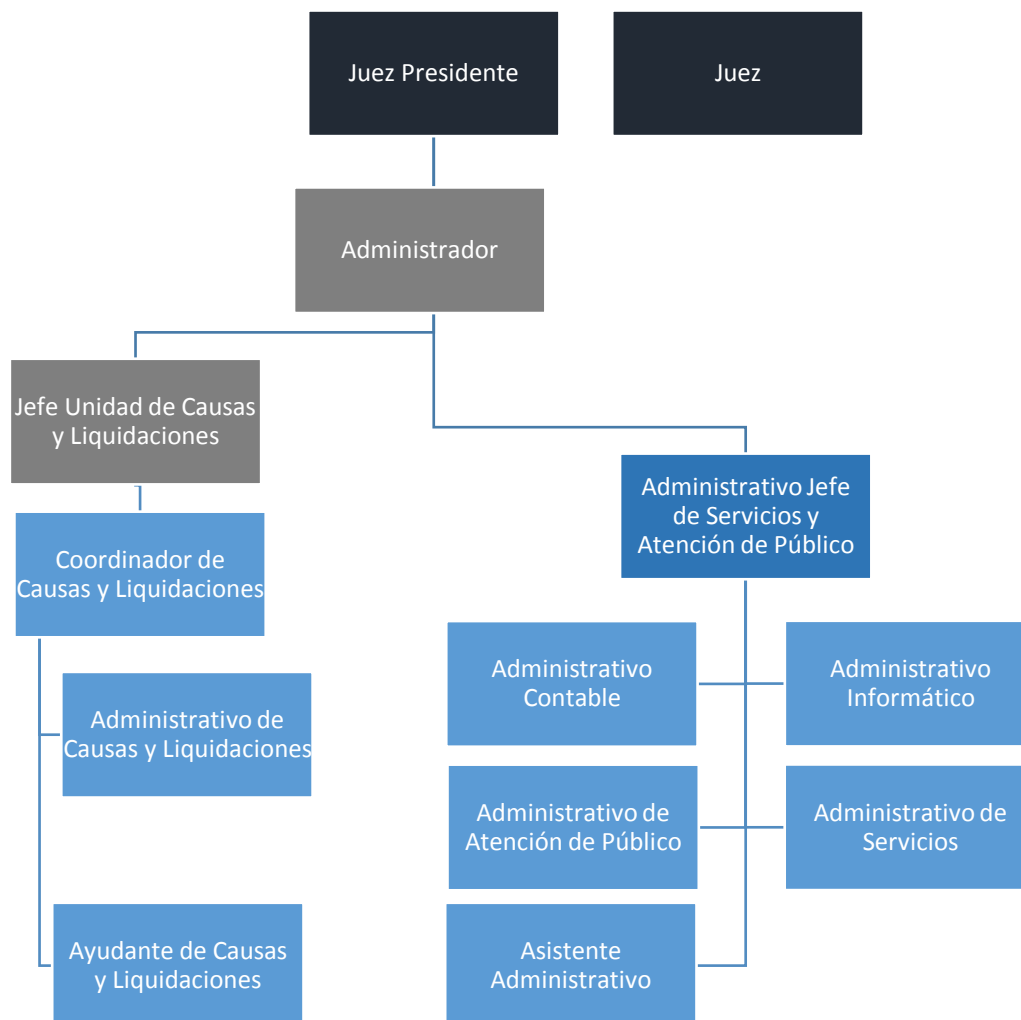 Juez Presidente
Juez
Administrador
Jefe Unidad de Causas
y Liquidaciones
Coordinador de
Causas y Liquidaciones
Administrativo de
Causas y Liquidaciones
Ayudante de Causas
y Liquidaciones
Administrativo Jefe
de Servicios y
Atención de Público
Administrativo
Contable
Administrativo
Informático
Administrativo de
Atención de Público
Administrativo de
Servicios
Asistente
Administrativo